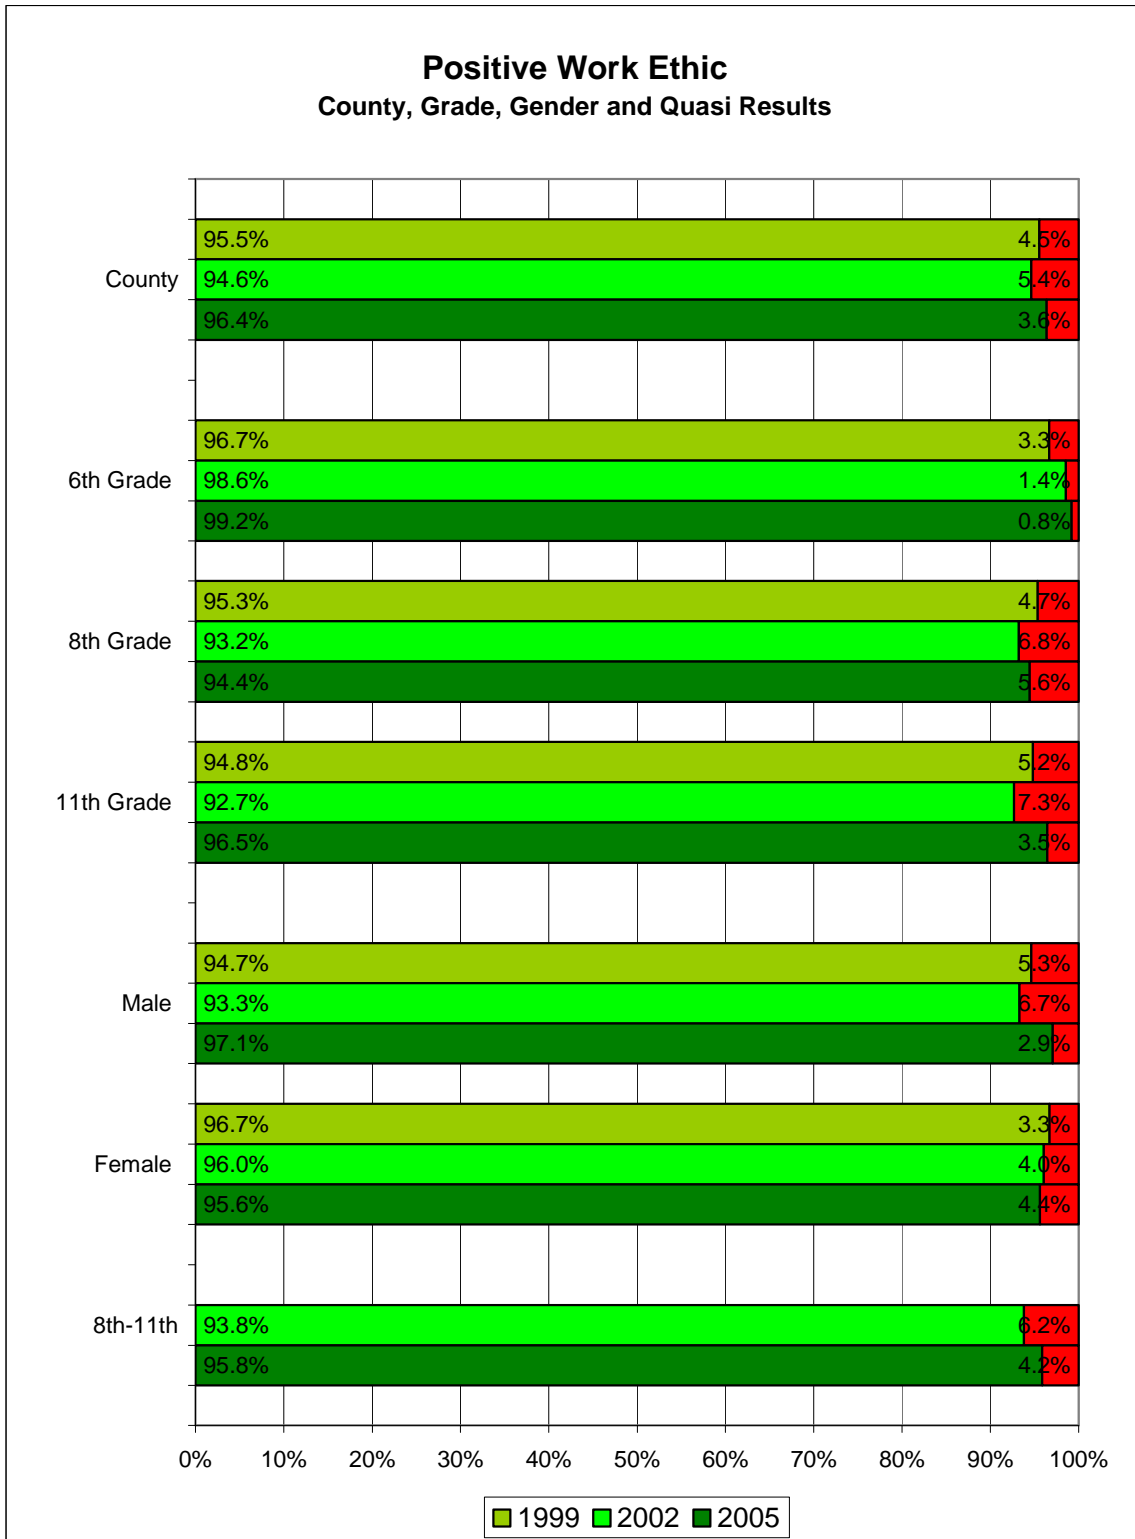 Positive Work Ethic
County, Grade, Gender and Quasi Results
95.5% 4.5%
County 94.6% 5.4%
96.4% 3.6%
96.7% 3.3%
6th Grade 98.6% 1.4%
99.2% 0.8%
95.3% 4.7%
8th Grade 93.2% 6.8%
94.4% 5.6%
94.8% 5.2%
11th Grade 92.7% 7.3%
96.5% 3.5%
94.7% 5.3%
Male 93.3% 6.7%
97.1% 2.9%
96.7% 3.3%
Female 96.0% 4.0%
95.6% 4.4%
8th-11th 93.8% 6.2%
95.8% 4.2%
0% 10% 20% 30% 40% 50% 60% 70% 80% 90% 100%
1999 2002 2005